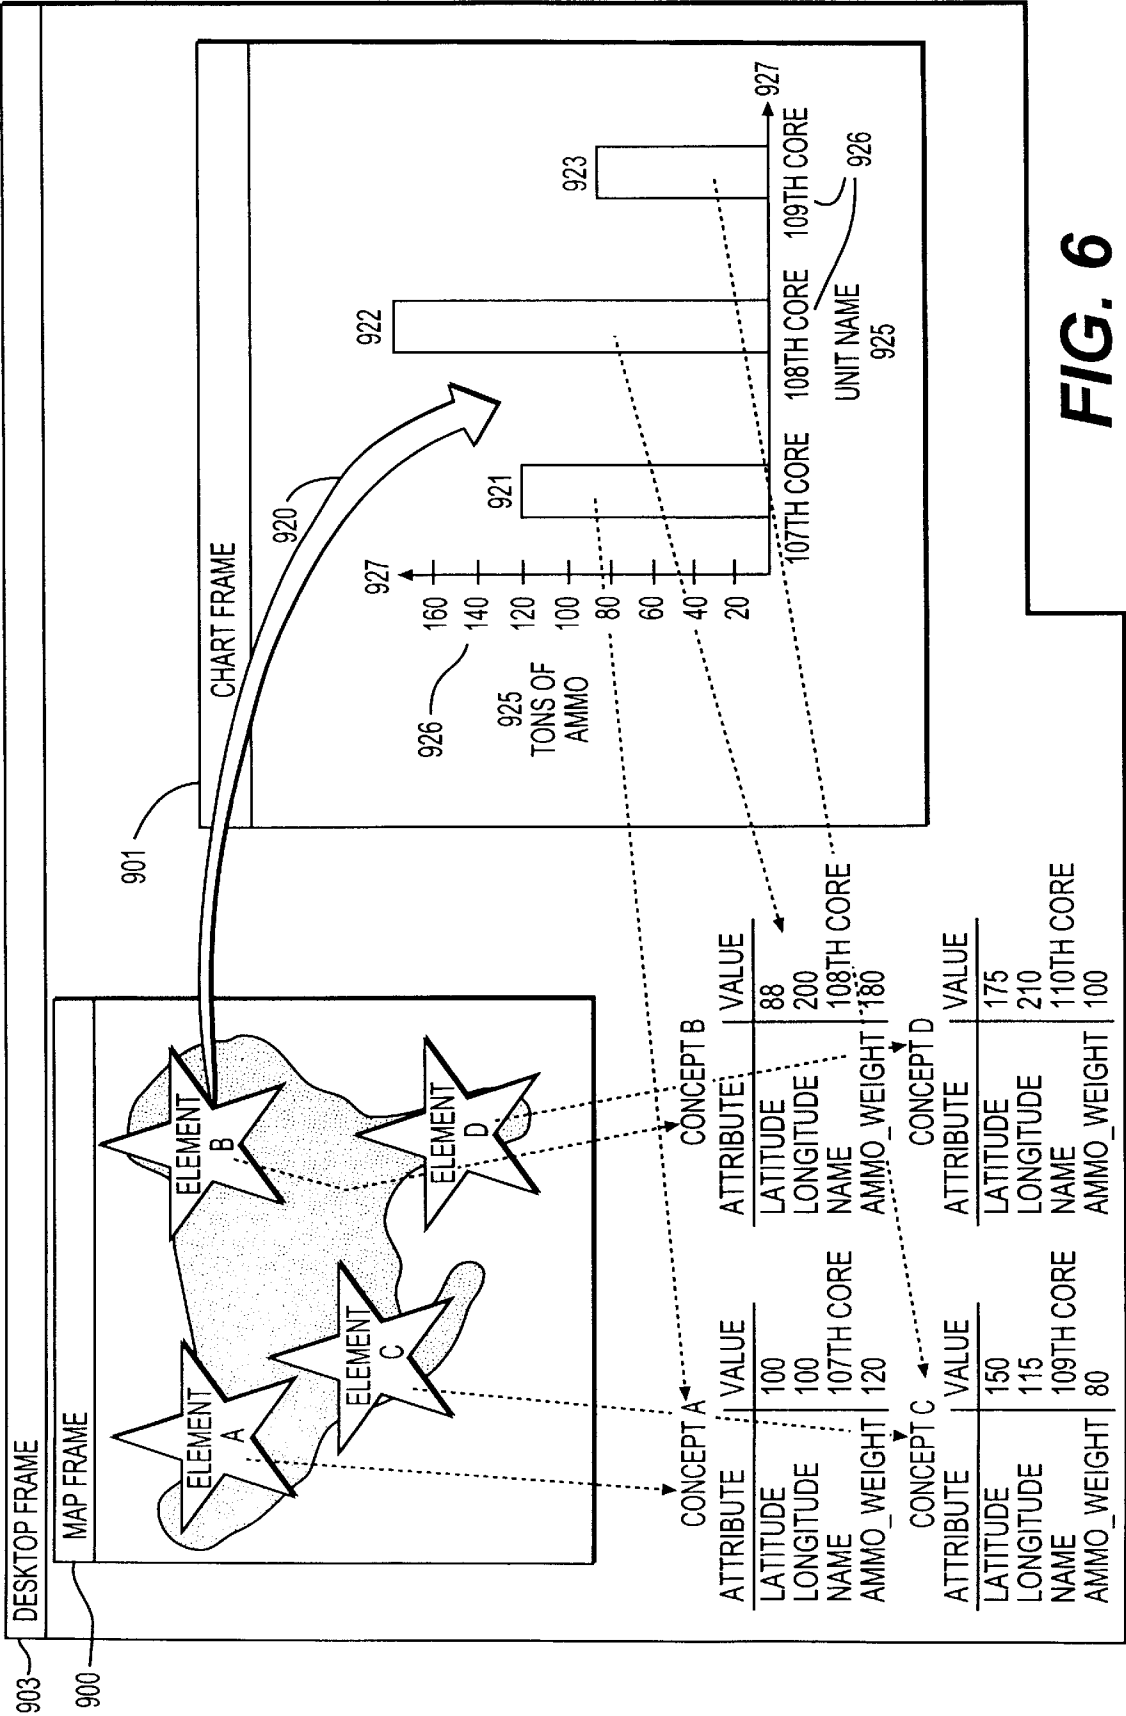 903
DESKTOP FRAME
900
MAP FRAME
ELEMENT
A
ELEMENT
B
ELEMENT
C
ELEMENT
D
901
CHART FRAME
920
927
160
140
120
100
80
60
40
20
926
925
TONS OF
AMMO
921
922
923
927
107TH CORE
108TH CORE
109TH CORE
926
UNIT NAME
925
CONCEPT A
ATTRIBUTE VALUE
LATITUDE 100
LONGITUDE 100
NAME 107TH CORE
AMMO_WEIGHT 120
CONCEPT B
ATTRIBUTE VALUE
LATITUDE 88
LONGITUDE 200
NAME 108TH CORE
AMMO_WEIGHT 180
CONCEPT C
ATTRIBUTE VALUE
LATITUDE 150
LONGITUDE 115
NAME 109TH CORE
AMMO_WEIGHT 80
CONCEPT D
ATTRIBUTE VALUE
LATITUDE 175
LONGITUDE 210
NAME 110TH CORE
AMMO_WEIGHT 100
FIG. 6